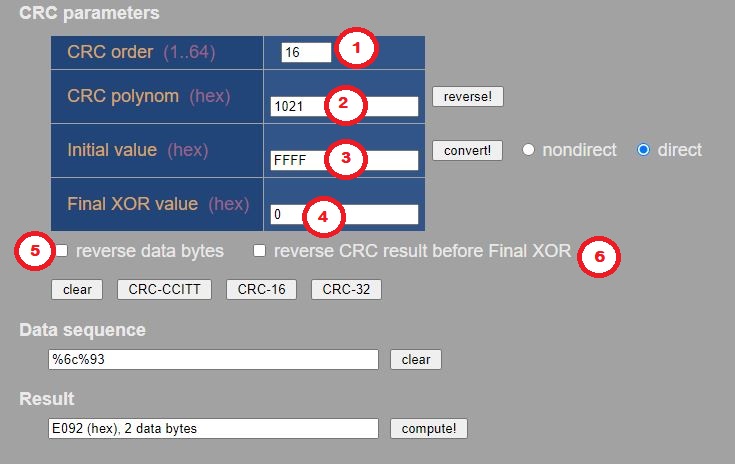 CRC parameters
CRC order (1..64) 16 1
CRC polynom (hex) 1021 2 reverse!
Initial value (hex) FFFF 3 convert! nondirect direct
Final XOR value (hex) 0 4
5 reverse data bytes reverse CRC result before Final XOR 6
clear CRC-CCITT CRC-16 CRC-32
Data sequence
%6c%93 clear
Result
E092 (hex), 2 data bytes compute!